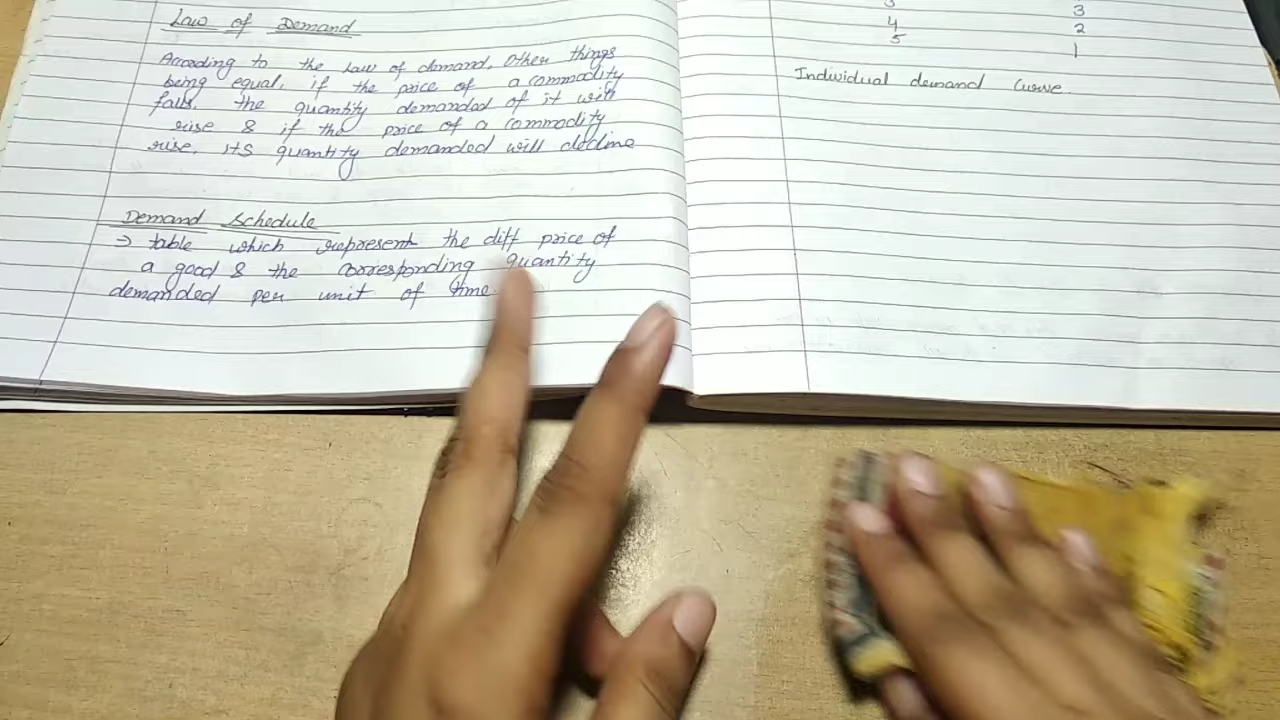 Law of Demand
According to the law of demand, other things
being equal, if the price of a commodity
falls, the quantity demanded of it will
rise & if the price of a commodity
rise, its quantity demanded will decline
Demand Schedule
⇒ table which represent the diff price of
a good & the corresponding quantity
demanded per unit of time.
3
4 2
5 1
Individual demand curve.